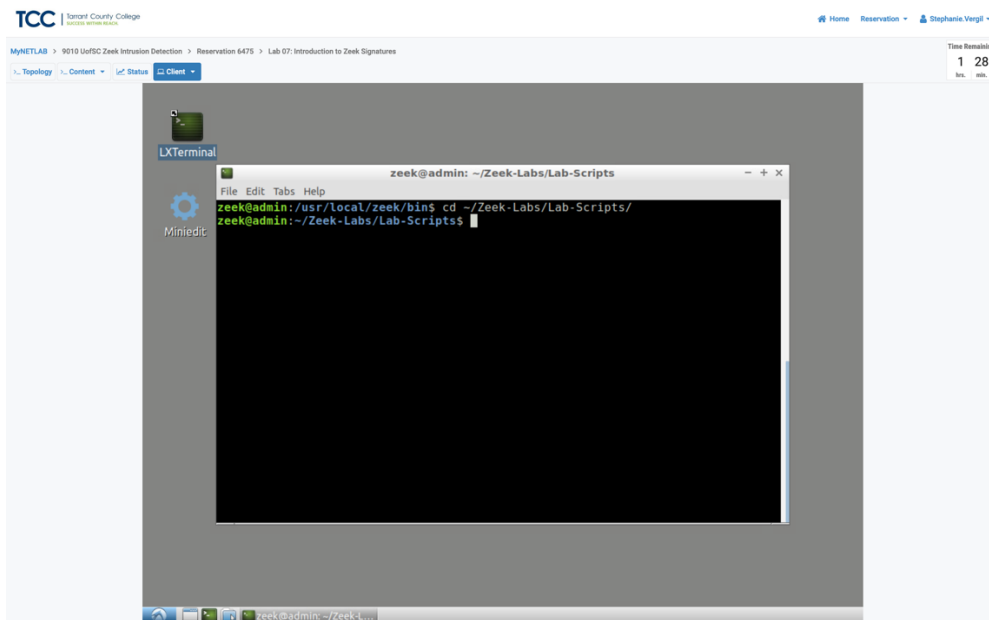 TCC Tarrant County College
SUCCESS WITHIN REACH
Home Reservation Stephanie.Vergil
MyNETLAB > 9010 UofSC Zeek Intrusion Detection > Reservation 6475 > Lab 07: Introduction to Zeek Signatures
Time Remainin
Topology Content Status Client
1 28
hrs. min.
LXTerminal
zeek@admin: ~/Zeek-Labs/Lab-Scripts
File Edit Tabs Help
zeek@admin:/usr/local/zeek/bin$ cd ~/Zeek-Labs/Lab-Scripts/
zeek@admin:~/Zeek-Labs/Lab-Scripts$
Miniedit
zeek@admin: ~/Zeek-L...